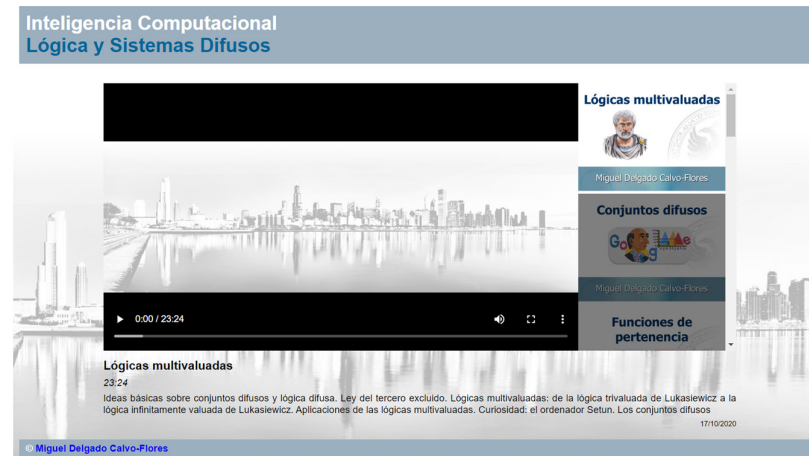 Inteligencia Computacional
Lógica y Sistemas Difusos
Lógicas multivaluadas
Miguel Delgado Calvo-Flores
Conjuntos difusos
Miguel Delgado Calvo-Flores
Funciones de
pertenencia
0:00 / 23:24
Lógicas multivaluadas
23:24
Ideas básicas sobre conjuntos difusos y lógica difusa. Ley del tercero excluido. Lógicas multivaluadas: de la lógica trivaluada de Lukasiewicz a la
lógica infinitamente valuada de Lukasiewicz. Aplicaciones de las lógicas multivaluadas. Curiosidad: el ordenador Setun. Los conjuntos difusos
17/10/2020
© Miguel Delgado Calvo-Flores